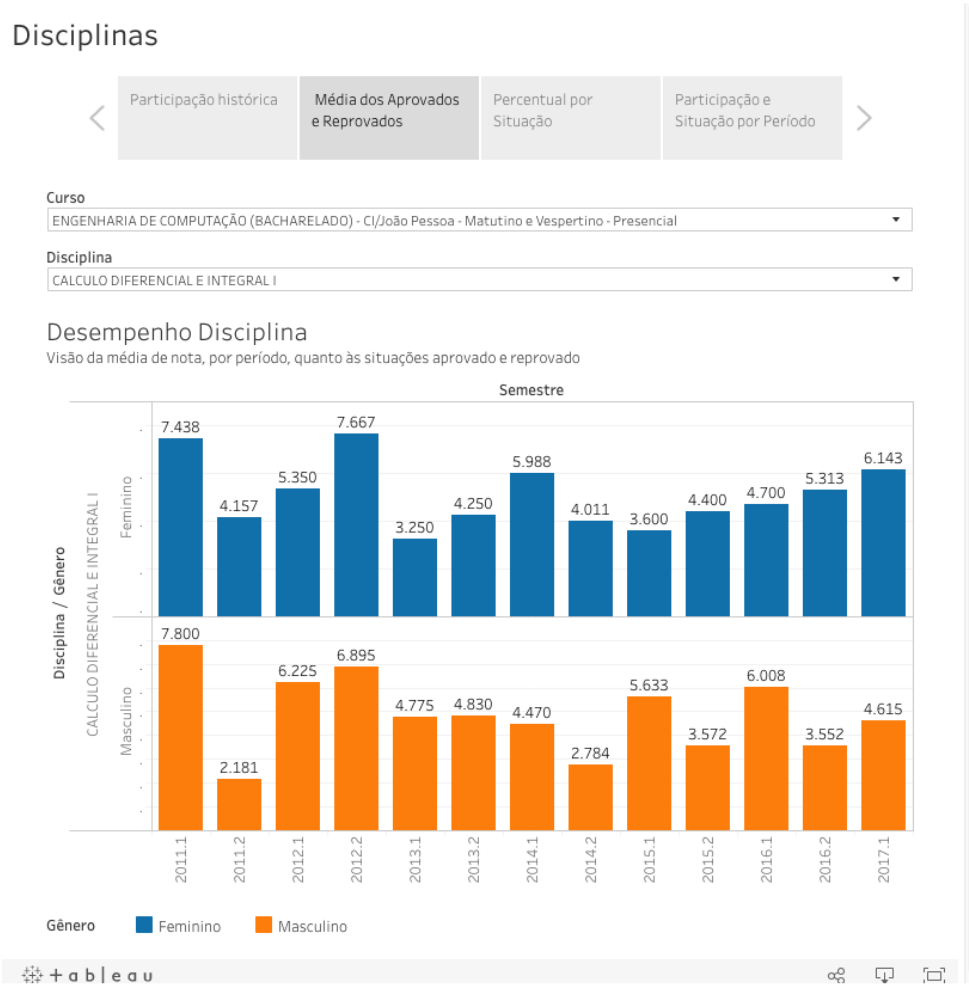 Disciplinas
Participação histórica
Média dos Aprovados
e Reprovados
Percentual por
Situação
Participação e
Situação por Período
Curso
ENGENHARIA DE COMPUTAÇÃO (BACHARELADO) - CI/João Pessoa - Matutino e Vespertino - Presencial
Disciplina
CALCULO DIFERENCIAL E INTEGRAL I
Desempenho Disciplina
Visão da média de nota, por período, quanto às situações aprovado e reprovado
Semestre
Disciplina / Gênero
CALCULO DIFERENCIAL E INTEGRAL I
Feminino
7.438 4.157 5.350 7.667 3.250 4.250 5.988 4.011 3.600 4.400 4.700 5.313 6.143
Masculino
7.800 2.181 6.225 6.895 4.775 4.830 4.470 2.784 5.633 3.572 6.008 3.552 4.615
2011.1 2011.2 2012.1 2012.2 2013.1 2013.2 2014.1 2014.2 2015.1 2015.2 2016.1 2016.2 2017.1
Gênero Feminino Masculino
+ableau